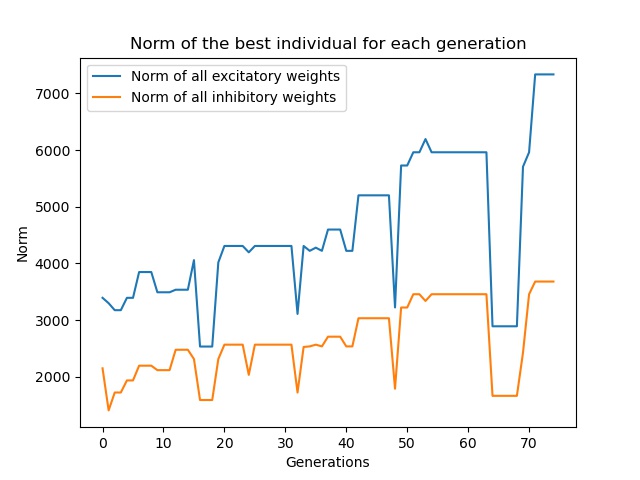 Norm of the best individual for each generation
Norm of all excitatory weights
Norm of all inhibitory weights
7000
6000
5000
4000
3000
2000
Norm
0 10 20 30 40 50 60 70
Generations